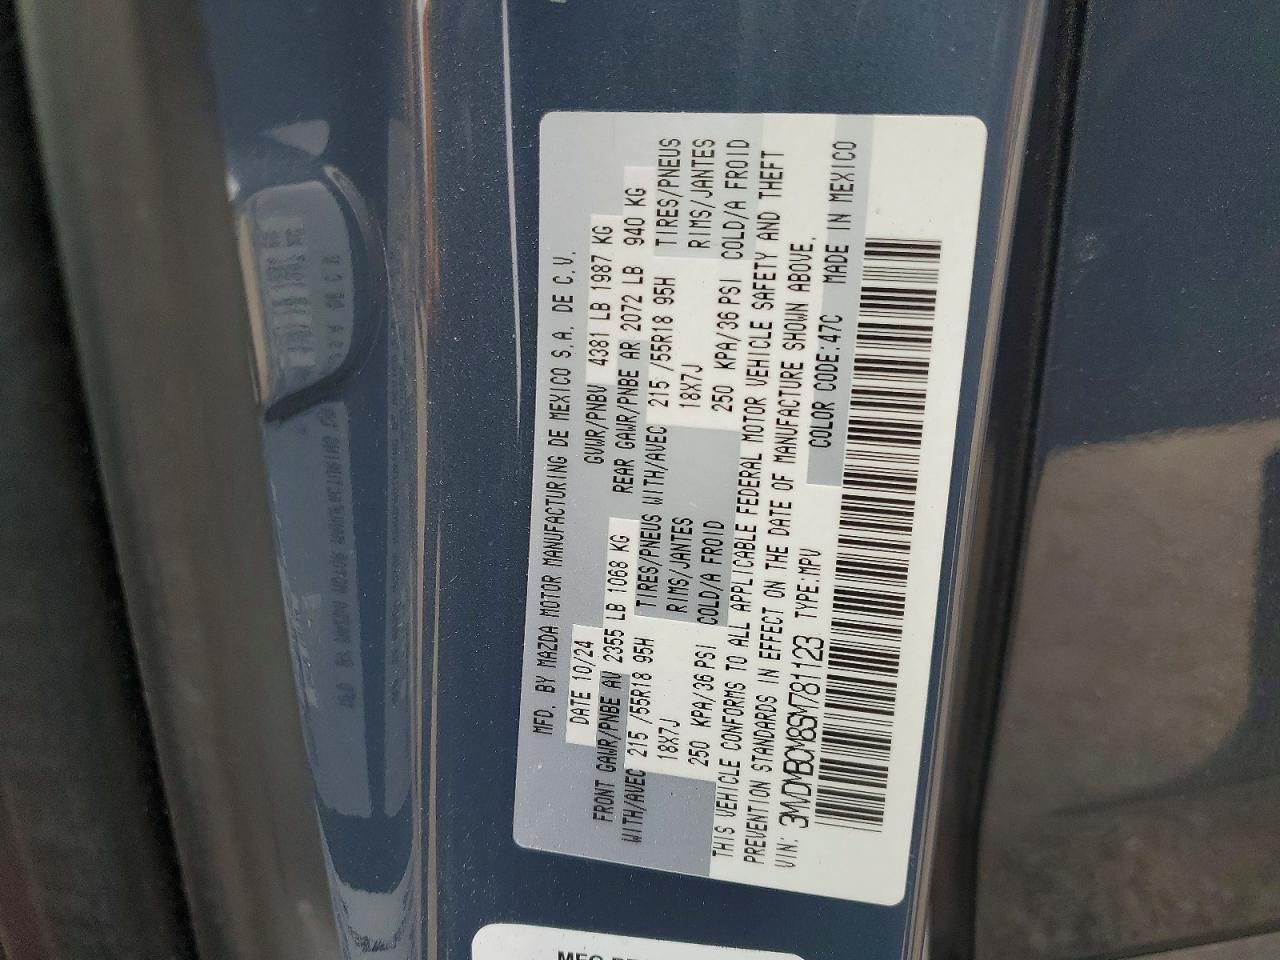 MFD. BY MAZDA MOTOR MANUFACTURING DE MEXICO S.A. DE C.V.
DATE 10/24 GVWR/PNBV 4381 LB 1987 KG
FRONT GAWR/PNBE AV 2355 LB 1068 KG REAR GAWR/PNBE AR 2072 LB 940 KG
WITH/AVEC 215 /55R18 95H TIRES/PNEUS WITH/AVEC 215 /55R18 95H TIRES/PNEUS
18X7J RIMS/JANTES 18X7J RIMS/JANTES
250 KPA/36 PSI COLD/A FROID 250 KPA/36 PSI COLD/A FROID
THIS VEHICLE CONFORMS TO ALL APPLICABLE FEDERAL MOTOR VEHICLE SAFETY AND THEFT
PREVENTION STANDARDS IN EFFECT ON THE DATE OF MANUFACTURE SHOWN ABOVE.
VIN: 3MVDMBCM8SM781123 TYPE:MPV COLOR CODE:47C MADE IN MEXICO